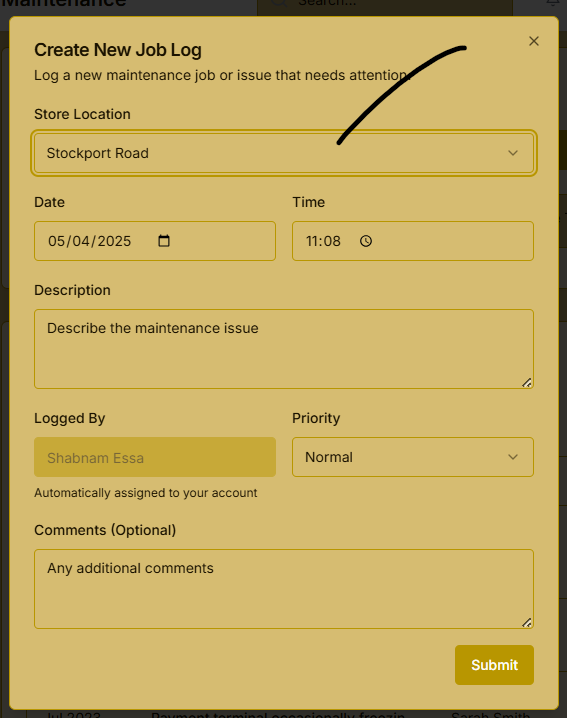 Maintenance
Search...
Create New Job Log
Log a new maintenance job or issue that needs attention.
Store Location
Stockport Road
Date
Time
05/04/2025
11:08
Description
Describe the maintenance issue
Logged By
Priority
Shabnam Essa
Normal
Automatically assigned to your account
Comments (Optional)
Any additional comments
Submit
Jul 2023
Payment terminal occasionally freezin
Sarah Smith